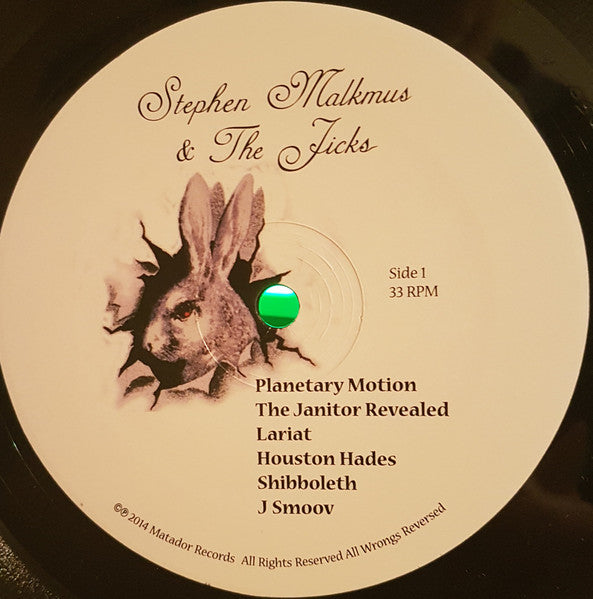 Stephen Malkmus
& The Jicks
Side 1
33 RPM
Planetary Motion
The Janitor Revealed
Lariat
Houston Hades
Shibboleth
J Smoov
©℗ 2014 Matador Records All Rights Reserved All Wrongs Reversed